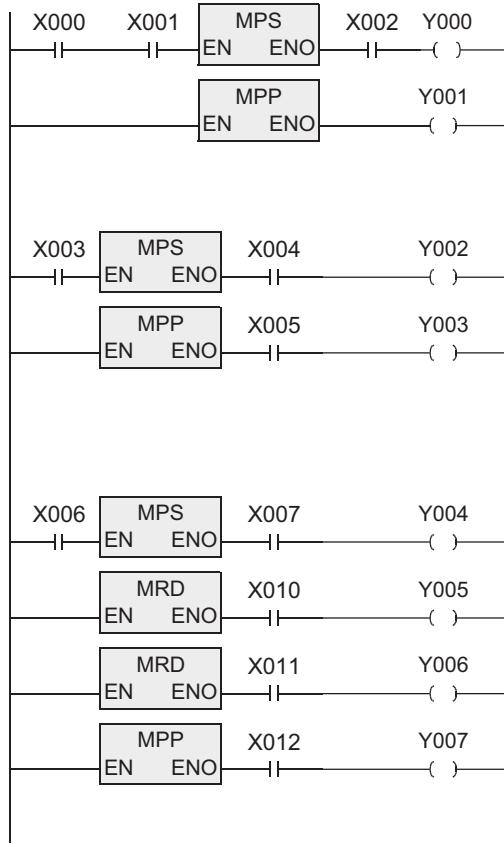 X000 X001 MPS X002 Y000
EN ENO
MPP Y001
EN ENO
X003 MPS X004 Y002
EN ENO
MPP X005 Y003
EN ENO
X006 MPS X007 Y004
EN ENO
MRD X010 Y005
EN ENO
MRD X011 Y006
EN ENO
MPP X012 Y007
EN ENO